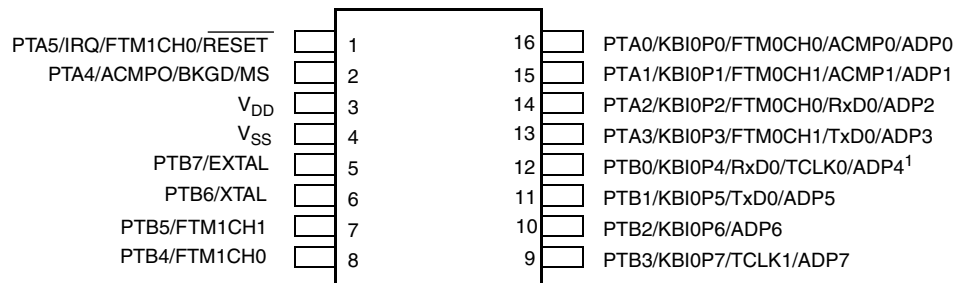 PTA5/IRQ/FTM1CH0/RESET 1 16 PTA0/KBI0P0/FTM0CH0/ACMP0/ADP0
PTA4/ACMPO/BKGD/MS 2 15 PTA1/KBI0P1/FTM0CH1/ACMP1/ADP1
VDD 3 14 PTA2/KBI0P2/FTM0CH0/RxD0/ADP2
VSS 4 13 PTA3/KBI0P3/FTM0CH1/TxD0/ADP3
PTB7/EXTAL 5 12 PTB0/KBI0P4/RxD0/TCLK0/ADP4¹
PTB6/XTAL 6 11 PTB1/KBI0P5/TxD0/ADP5
PTB5/FTM1CH1 7 10 PTB2/KBI0P6/ADP6
PTB4/FTM1CH0 8 9 PTB3/KBI0P7/TCLK1/ADP7